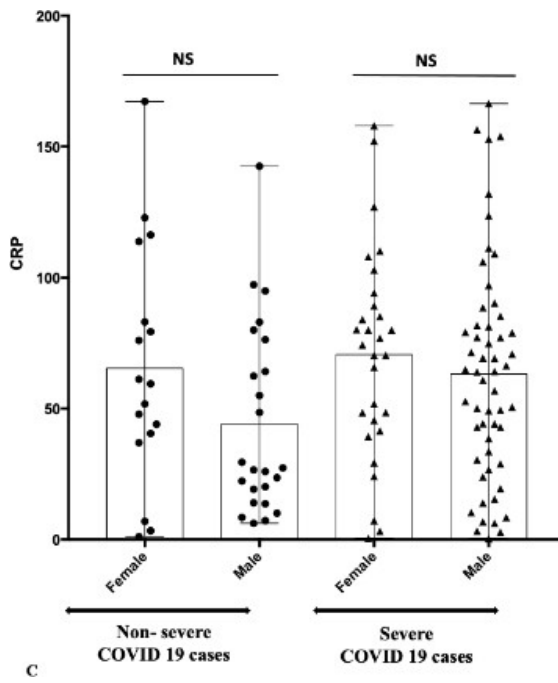 200
NS
NS
150
100
50
0
CRP
Female
Male
Female
Male
Non- severe
COVID 19 cases
Severe
COVID 19 cases
C